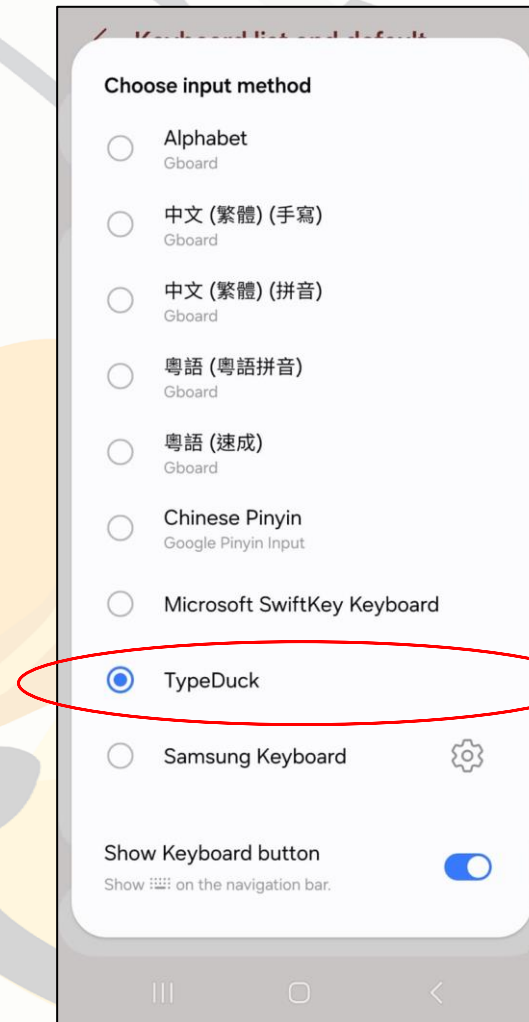 Choose input method
Alphabet
Gboard
中文 (繁體) (手寫)
Gboard
中文 (繁體) (拼音)
Gboard
粵語 (粵語拼音)
Gboard
粵語 (速成)
Gboard
Chinese Pinyin
Google Pinyin Input
Microsoft SwiftKey Keyboard
TypeDuck
Samsung Keyboard
Show Keyboard button
Show on the navigation bar.